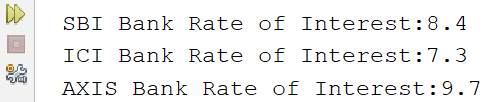 SBI Bank Rate of Interest:8.4
ICI Bank Rate of Interest:7.3
AXIS Bank Rate of Interest:9.7